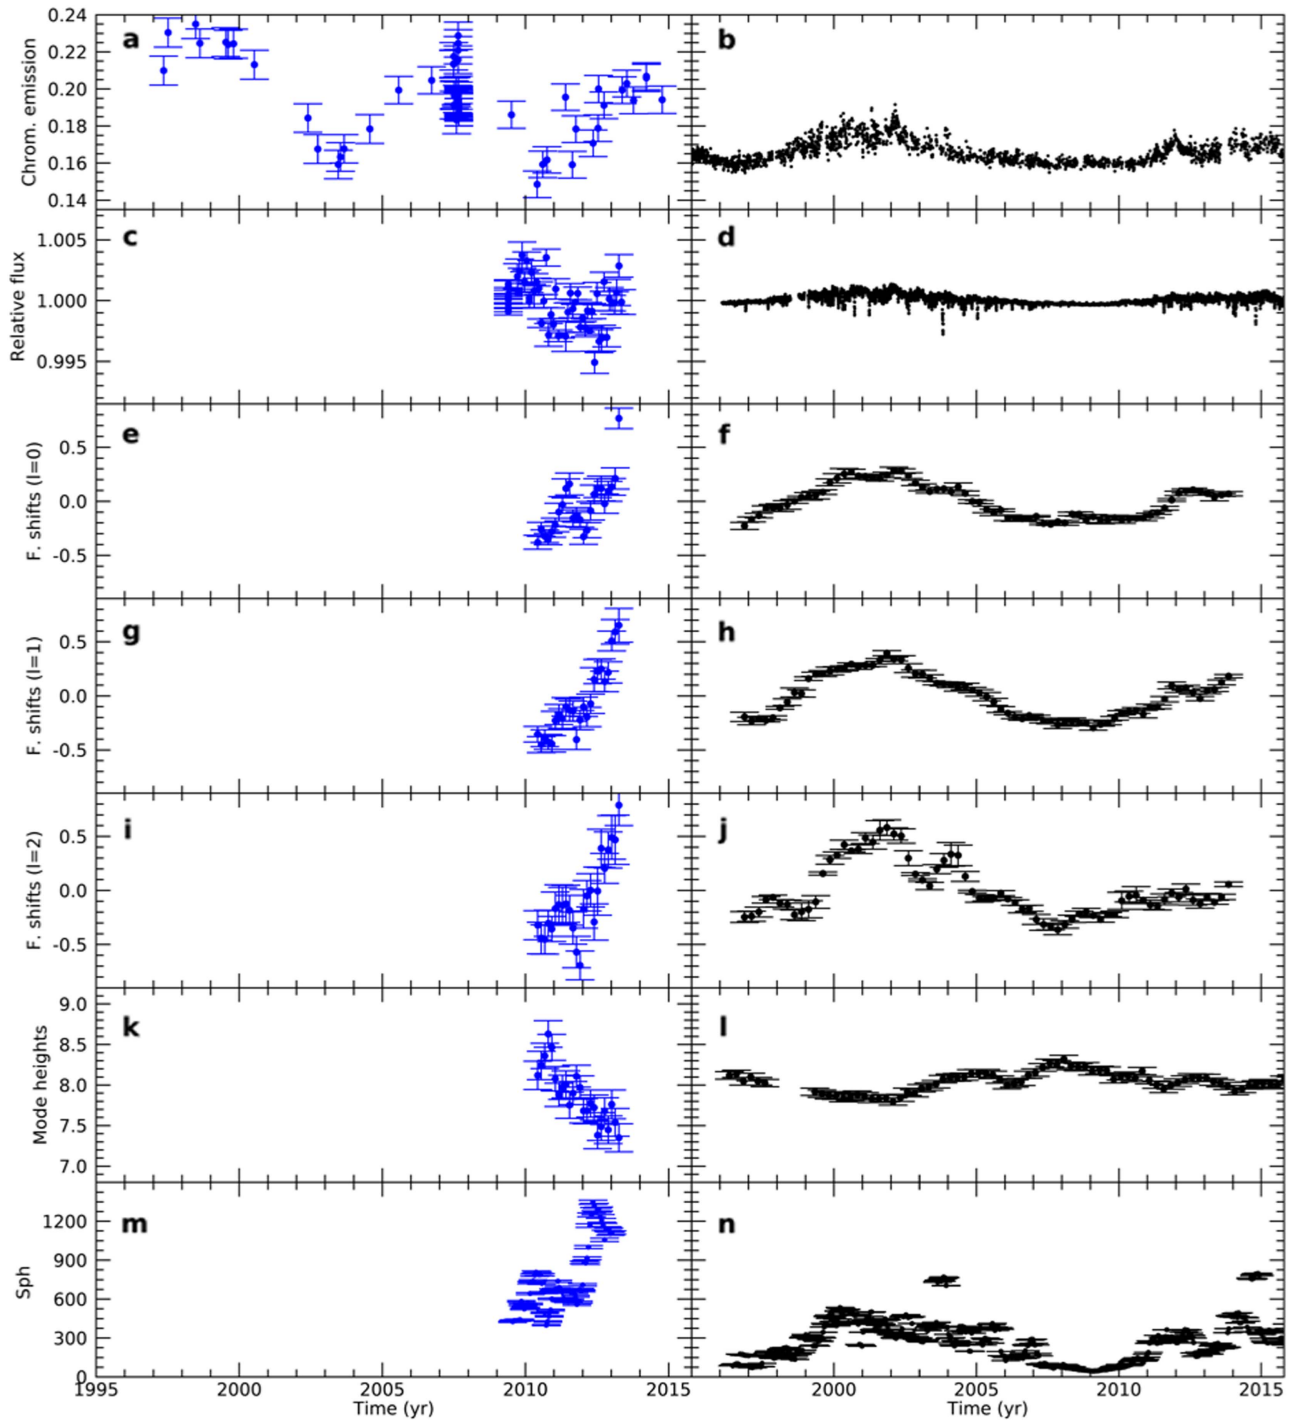 a
b
Chrom. emission
0.24
0.22
0.20
0.18
0.16
0.14
c
d
Relative flux
1.005
1.000
0.995
e
f
F. shifts (l=0)
0.5
0.0
-0.5
g
h
F. shifts (l=1)
0.5
0.0
-0.5
i
j
F. shifts (l=2)
0.5
0.0
-0.5
k
l
Mode heights
9.0
8.5
8.0
7.5
7.0
m
n
Sph
1200
900
600
300
0
1995 2000 2005 2010 2015 2000 2005 2010 2015
Time (yr) Time (yr)